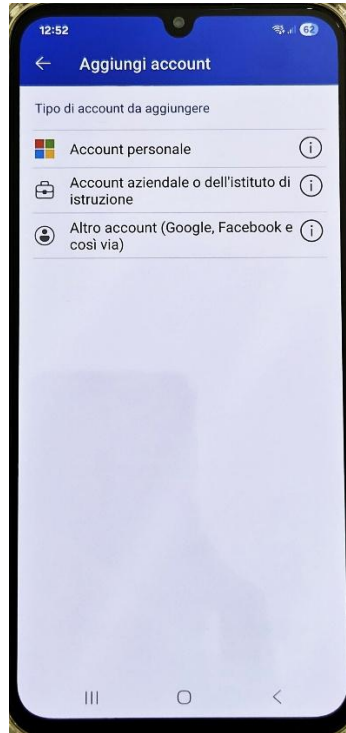 12:52
62
Aggiungi account
Tipo di account da aggiungere
Account personale
Account aziendale o dell'istituto di
istruzione
Altro account (Google, Facebook e
così via)